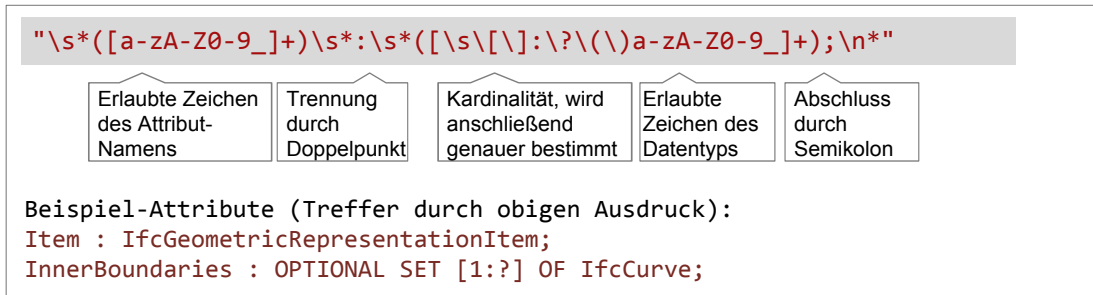 "\s*([a-zA-Z0-9_]+)\s*:\s*([\s\[\]:\?\(\)a-zA-Z0-9_]+);\n*"
Erlaubte Zeichen
des Attribut-
Namens
Trennung
durch
Doppelpunkt
Kardinalität, wird
anschließend
genauer bestimmt
Erlaubte
Zeichen des
Datentyps
Abschluss
durch
Semikolon
Beispiel-Attribute (Treffer durch obigen Ausdruck):
Item : IfcGeometricRepresentationItem;
InnerBoundaries : OPTIONAL SET [1:?] OF IfcCurve;